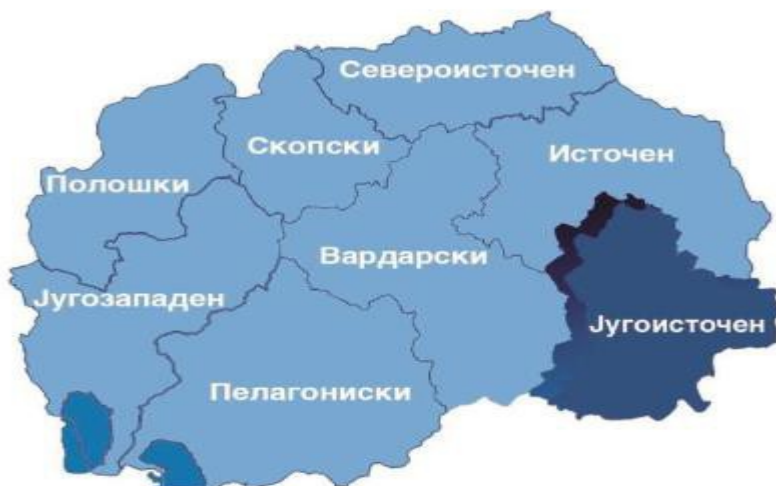 Североисточен
Скопски
Источен
Полошки
Вардарски
Југозападен
Југоисточен
Пелагониски